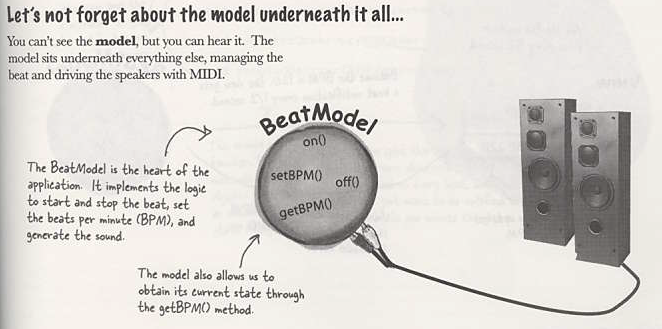 Let's not forget about the model underneath it all...
You can't see the model, but you can hear it. The
model sits underneath everything else, managing the
beat and driving the speakers with MIDI.
BeatModel
on()
setBPM()
off()
getBPM()
The BeatModel is the heart of the
application. It implements the logic
to start and stop the beat, set
the beats per minute (BPM), and
generate the sound.
The model also allows us to
obtain its current state through
the getBPM() method.